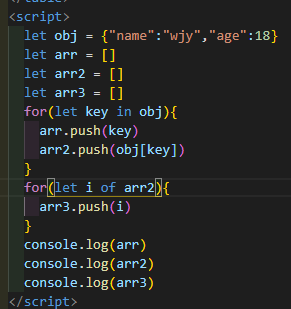 </table>
<script>
let obj = {"name":"wjy","age":18}
let arr = []
let arr2 = []
let arr3 = []
for(let key in obj){
arr.push(key)
arr2.push(obj[key])
}
for(let i of arr2){
arr3.push(i)
}
console.log(arr)
console.log(arr2)
console.log(arr3)
</script>